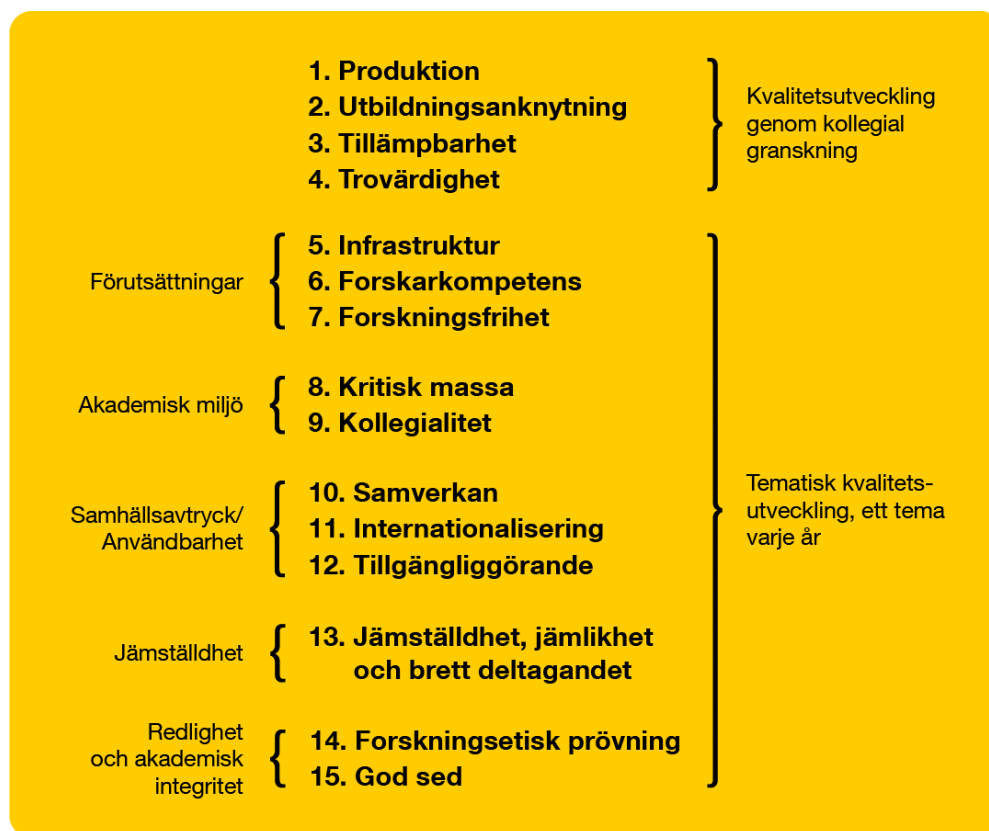 1. Produktion
2. Utbildningsanknytning
3. Tillämpbarhet
4. Trovärdighet
Kvalitetsutveckling
genom kollegial
granskning
Förutsättningar
5. Infrastruktur
6. Forskarkompetens
7. Forskningsfrihet
Akademisk miljö
8. Kritisk massa
9. Kollegialitet
Samhällsavtryck/
Användbarhet
10. Samverkan
11. Internationalisering
12. Tillgängliggörande
Tematisk kvalitets-
utveckling, ett tema
varje år
Jämställdhet
13. Jämställdhet, jämlikhet
och brett deltagandet
Redlighet
och akademisk
integritet
14. Forskningsetisk prövning
15. God sed